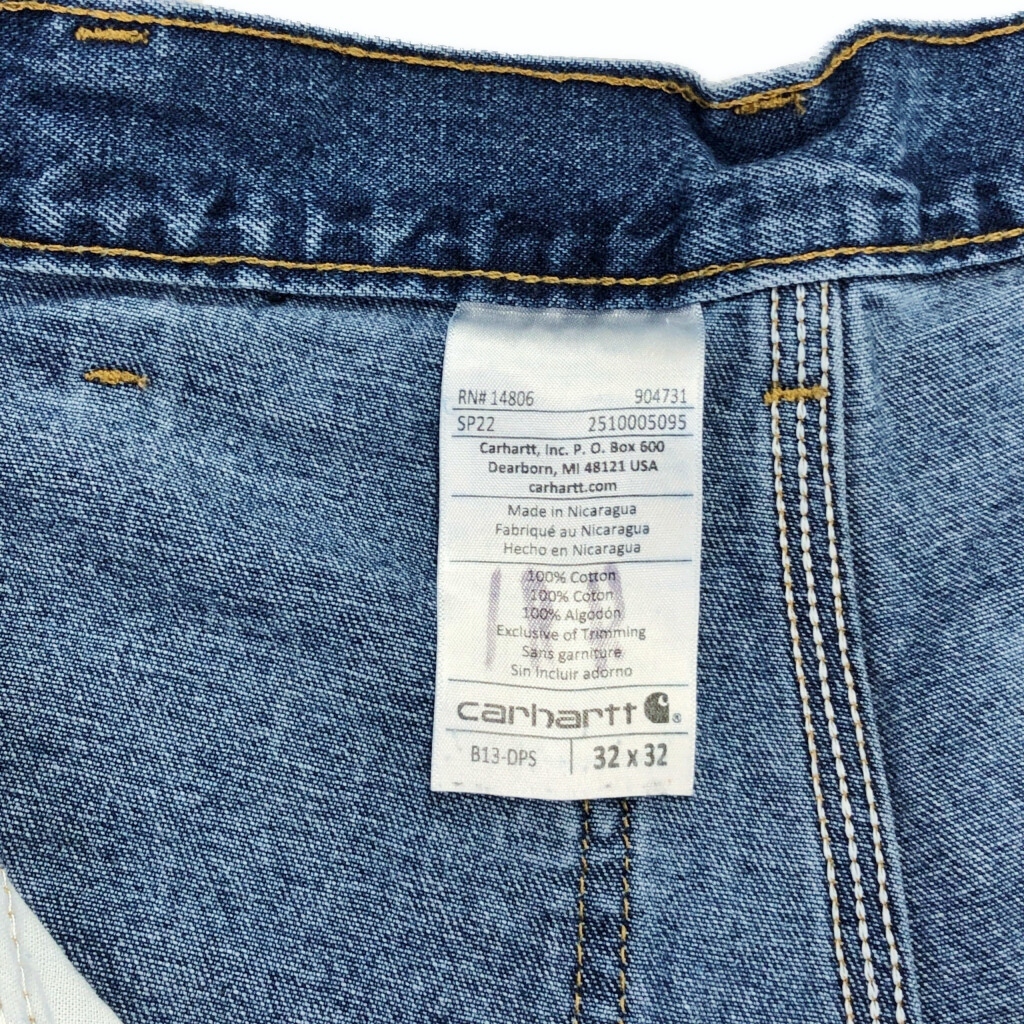 RN# 14806 904731
SP22 2510005095
Carhartt, Inc. P. O. Box 600
Dearborn, MI 48121 USA
carhartt.com
Made in Nicaragua
Fabriqué au Nicaragua
Hecho en Nicaragua
100% Cotton
100% Coton
100% Algodón
Exclusive of Trimming
Sans garniture
Sin Incluir adorno
carhartt ®
B13-DPS 32 x 32